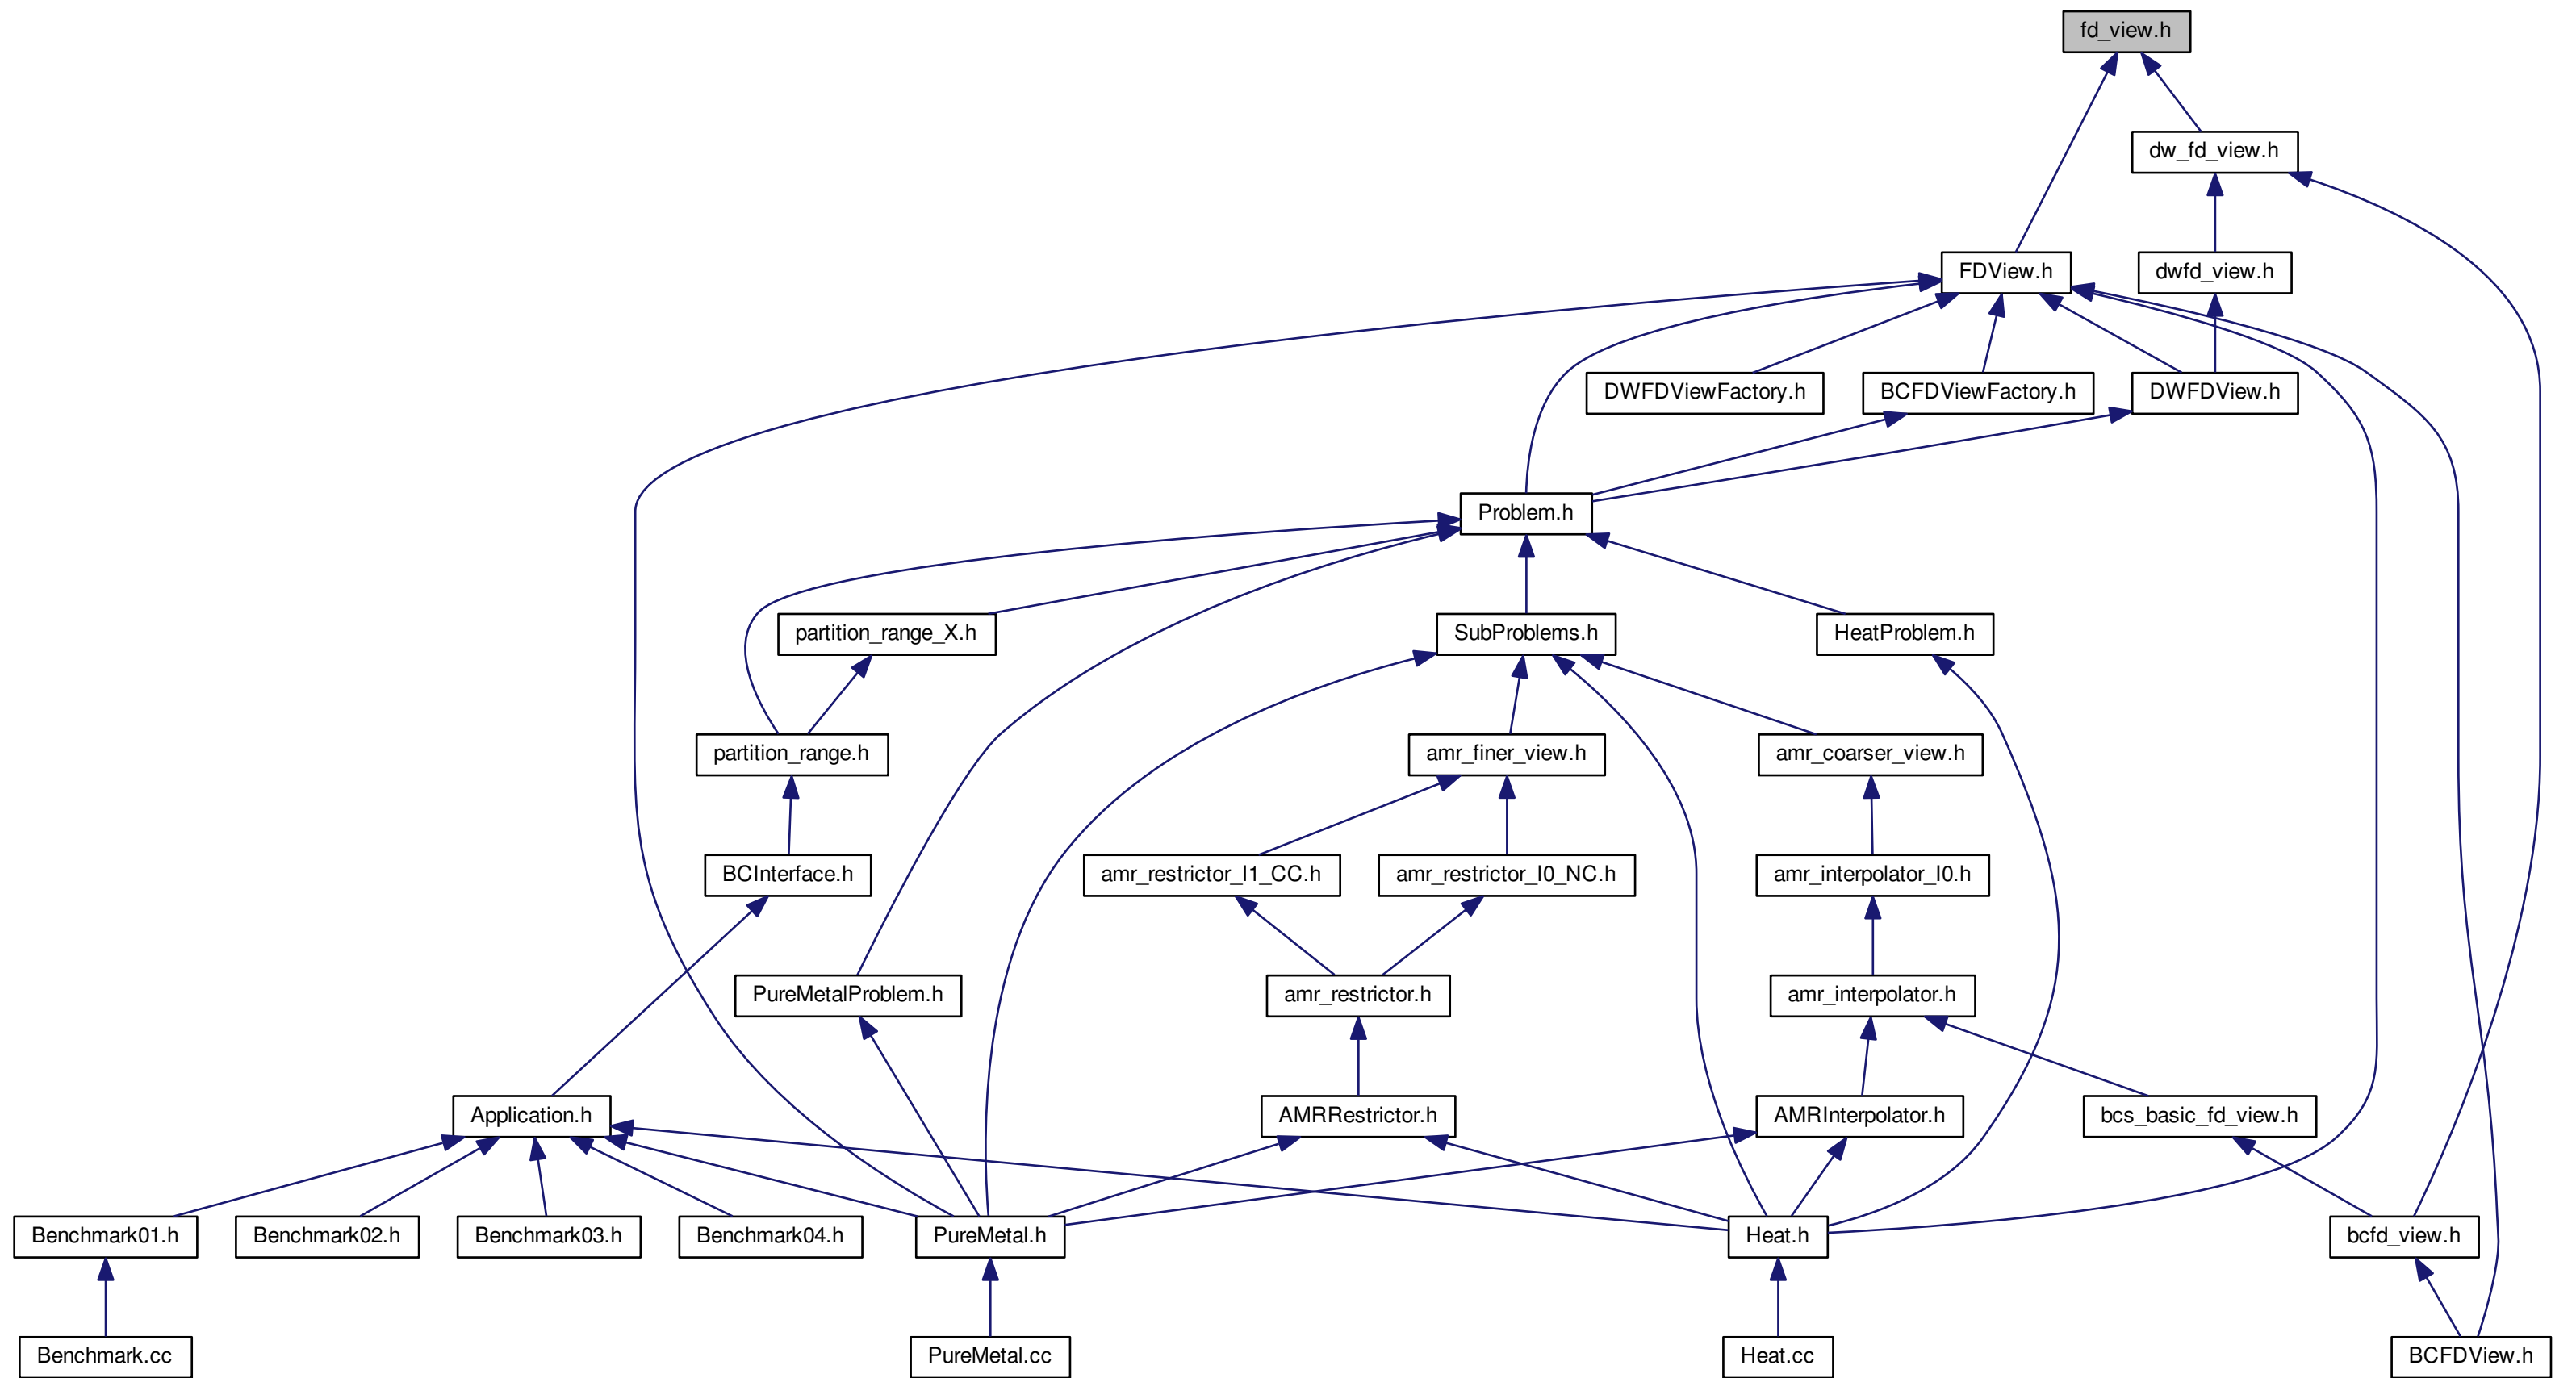 fd_view.h
dw_fd_view.h
FDView.h
dwfd_view.h
DWFDViewFactory.h
BCFDViewFactory.h
DWFDView.h
Problem.h
partition_range_X.h
SubProblems.h
HeatProblem.h
partition_range.h
amr_finer_view.h
amr_coarser_view.h
BCInterface.h
amr_restrictor_I1_CC.h
amr_restrictor_I0_NC.h
amr_interpolator_I0.h
PureMetalProblem.h
amr_restrictor.h
amr_interpolator.h
Application.h
AMRRestrictor.h
AMRInterpolator.h
bcs_basic_fd_view.h
Benchmark01.h
Benchmark02.h
Benchmark03.h
Benchmark04.h
PureMetal.h
Heat.h
bcfd_view.h
Benchmark.cc
PureMetal.cc
Heat.cc
BCFDView.h